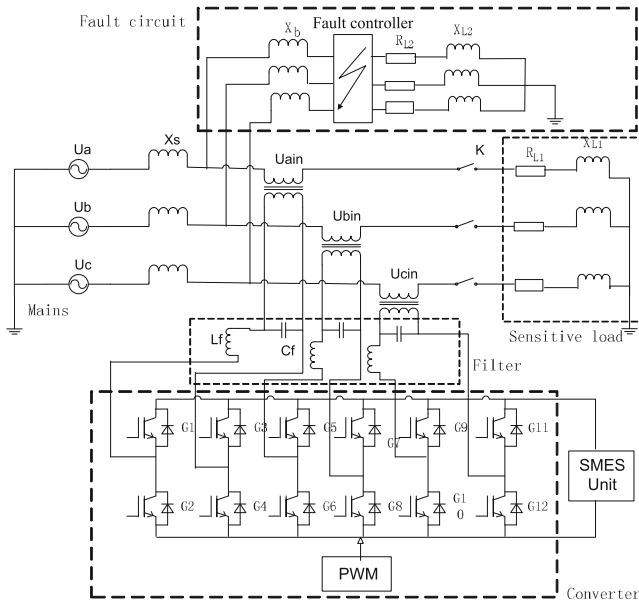 Fault circuit
Fault controller
Xb
RL2
XL2
Ua
Xs
Uain
K
RL1
XL1
Ub
Ubin
Uc
Ucin
Mains
Sensitive load
Lf
Cf
Filter
G1
G3
G5
G7
G9
G11
SMES
Unit
G2
G4
G6
G8
G1
0
G12
PWM
Converter